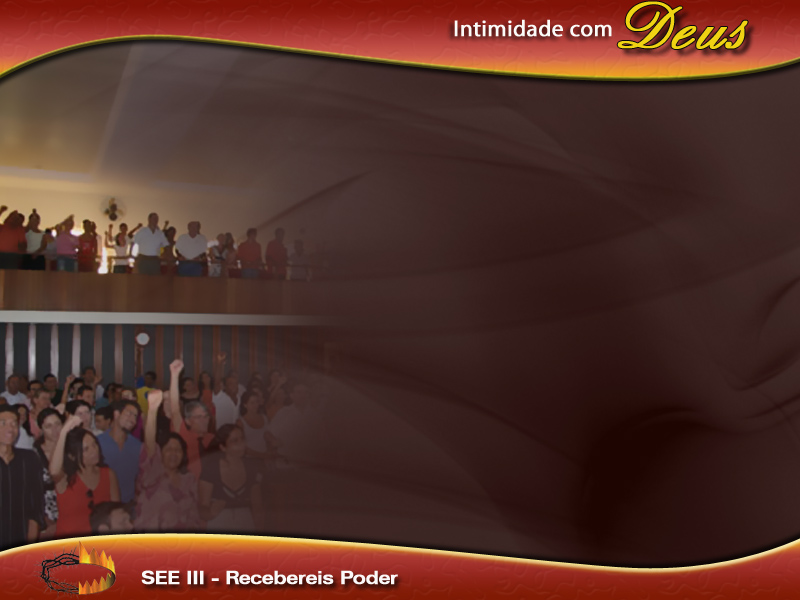 Intimidade com Deus
SEE III - Recebereis Poder